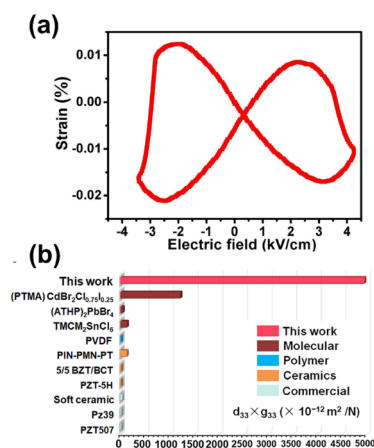 (a)
0.01
0.00
-0.01
-0.02
Strain (%)
-4 -3 -2 -1 0 1 2 3 4
Electric field (kV/cm)
(b)
This work
(PTMA)CdBr₂Cl₀.₇₅I₀.₂₅
(ATHP)₂PbBr₄
TMCM₂SnCl₆
PVDF
PIN-PMN-PT
5/5 BZT/BCT
PZT-5H
Soft ceramic
Pz39
PZT507
This work
Molecular
Polymer
Ceramics
Commercial
d₃₃×g₃₃ (× 10⁻¹² m² /N)
0 500 1000 1500 2000 2500 3000 3500 4000 4500 5000